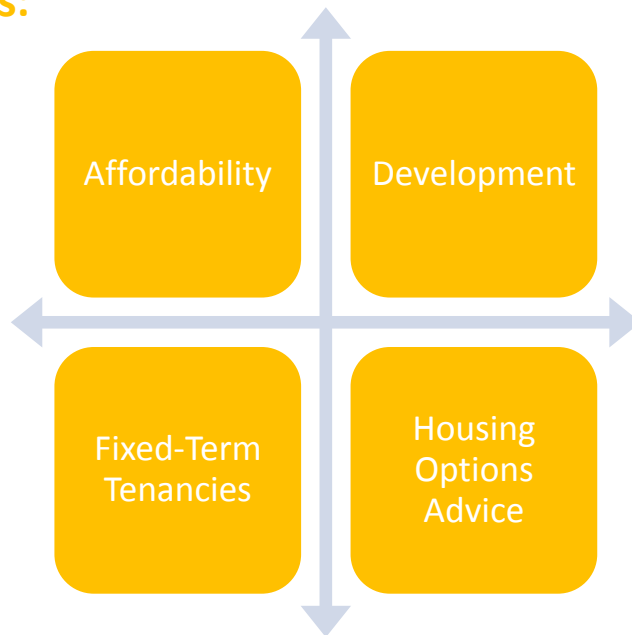 s:
Affordability
Development
Fixed-Term
Tenancies
Housing
Options
Advice